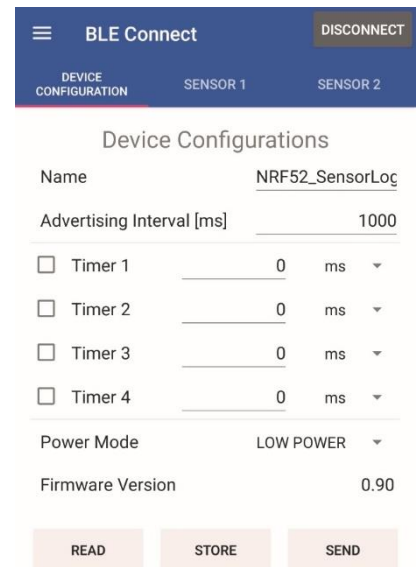 BLE Connect
DISCONNECT
DEVICE
CONFIGURATION
SENSOR 1
SENSOR 2
Device Configurations
Name NRF52_SensorLog
Advertising Interval [ms] 1000
Timer 1 0 ms
Timer 2 0 ms
Timer 3 0 ms
Timer 4 0 ms
Power Mode LOW POWER
Firmware Version 0.90
READ STORE SEND